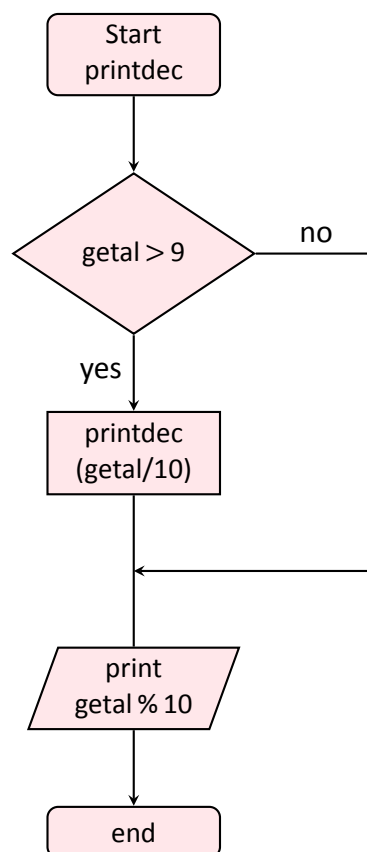 Start
printdec
getal > 9
no
yes
printdec
(getal/10)
print
getal % 10
end